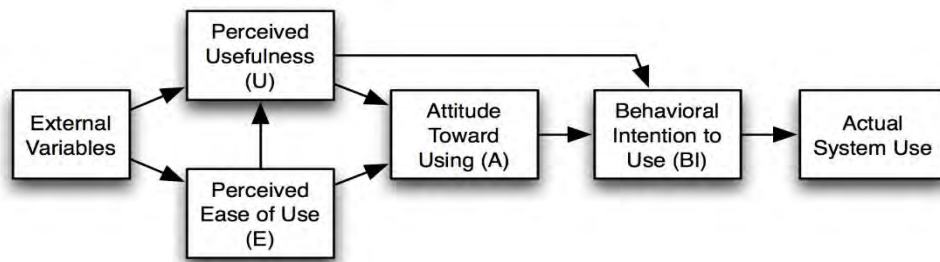 External
Variables
Perceived
Usefulness
(U)
Perceived
Ease of Use
(E)
Attitude
Toward
Using (A)
Behavioral
Intention to
Use (BI)
Actual
System Use